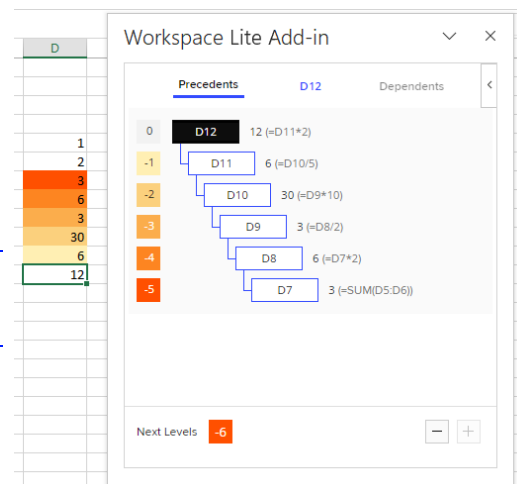 Workspace Lite Add-in
D
Precedents D12 Dependents <
0 D12 12 (=D11*2)
-1 D11 6 (=D10/5)
-2 D10 30 (=D9*10)
-3 D9 3 (=D8/2)
-4 D8 6 (=D7*2)
-5 D7 3 (=SUM(D5:D6))
1
2
3
6
3
30
6
12
Next Levels -6 − +